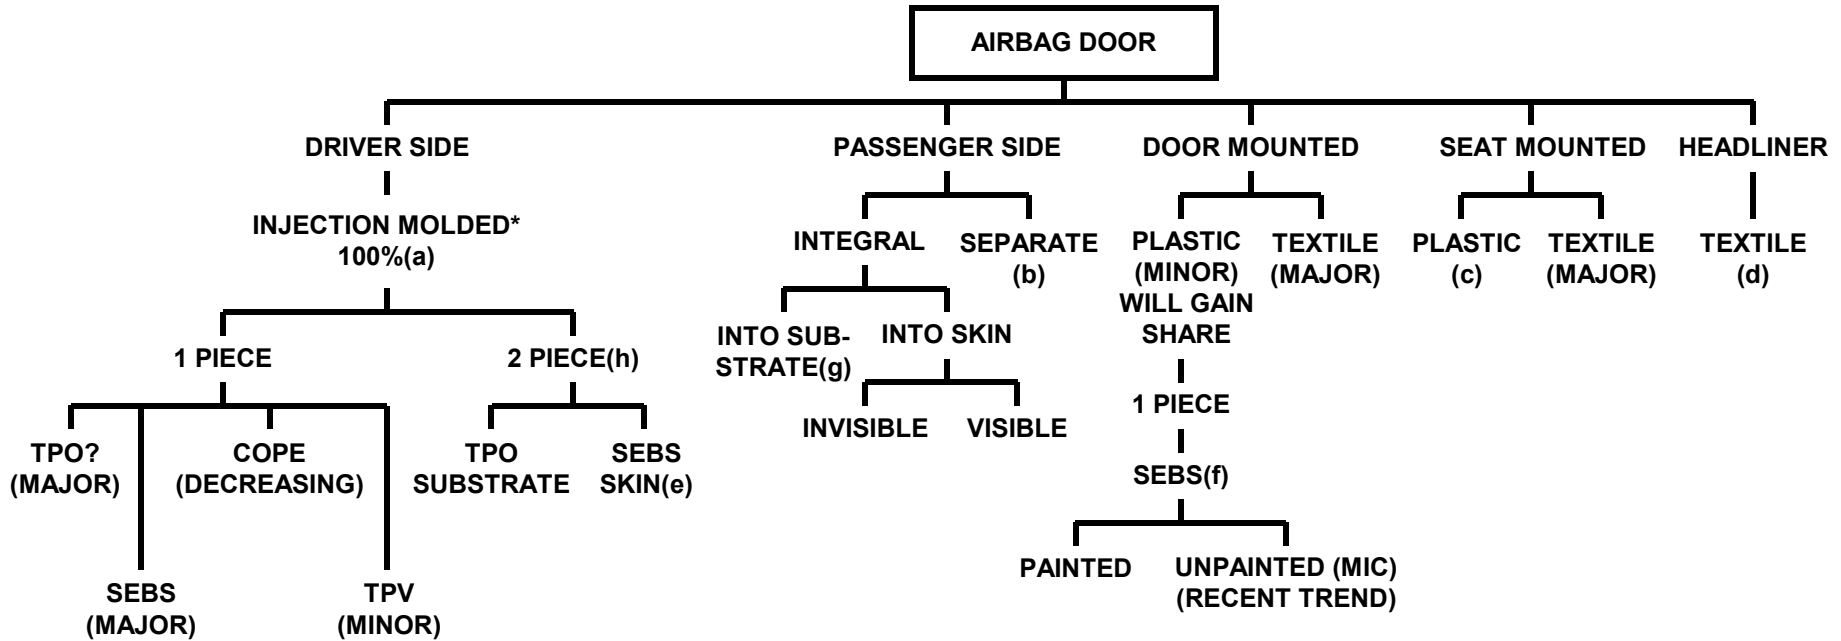 AIRBAG DOOR
DRIVER SIDE
PASSENGER SIDE
DOOR MOUNTED
SEAT MOUNTED
HEADLINER
INJECTION MOLDED*
100%(a)
INTEGRAL
SEPARATE
(b)
PLASTIC
(MINOR)
WILL GAIN
SHARE
TEXTILE
(MAJOR)
PLASTIC
(c)
TEXTILE
(MAJOR)
TEXTILE
(d)
1 PIECE
2 PIECE(h)
INTO SUB-
STRATE(g)
INTO SKIN
1 PIECE
INVISIBLE
VISIBLE
TPO?
(MAJOR)
COPE
(DECREASING)
TPO
SUBSTRATE
SEBS
SKIN(e)
SEBS(f)
SEBS
(MAJOR)
TPV
(MINOR)
PAINTED
UNPAINTED (MIC)
(RECENT TREND)